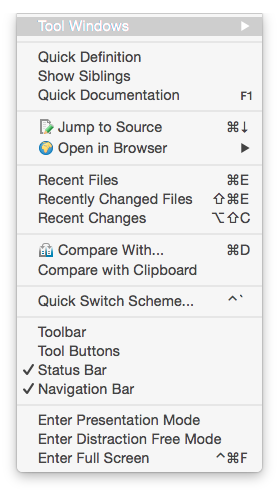 Tool Windows ▶
Quick Definition
Show Siblings
Quick Documentation F1
Jump to Source ⌘↓
Open in Browser ▶
Recent Files ⌘E
Recently Changed Files ⇧⌘E
Recent Changes ⌥⇧C
Compare With... ⌘D
Compare with Clipboard
Quick Switch Scheme... ^`
Toolbar
Tool Buttons
✓ Status Bar
✓ Navigation Bar
Enter Presentation Mode
Enter Distraction Free Mode
Enter Full Screen ^⌘F